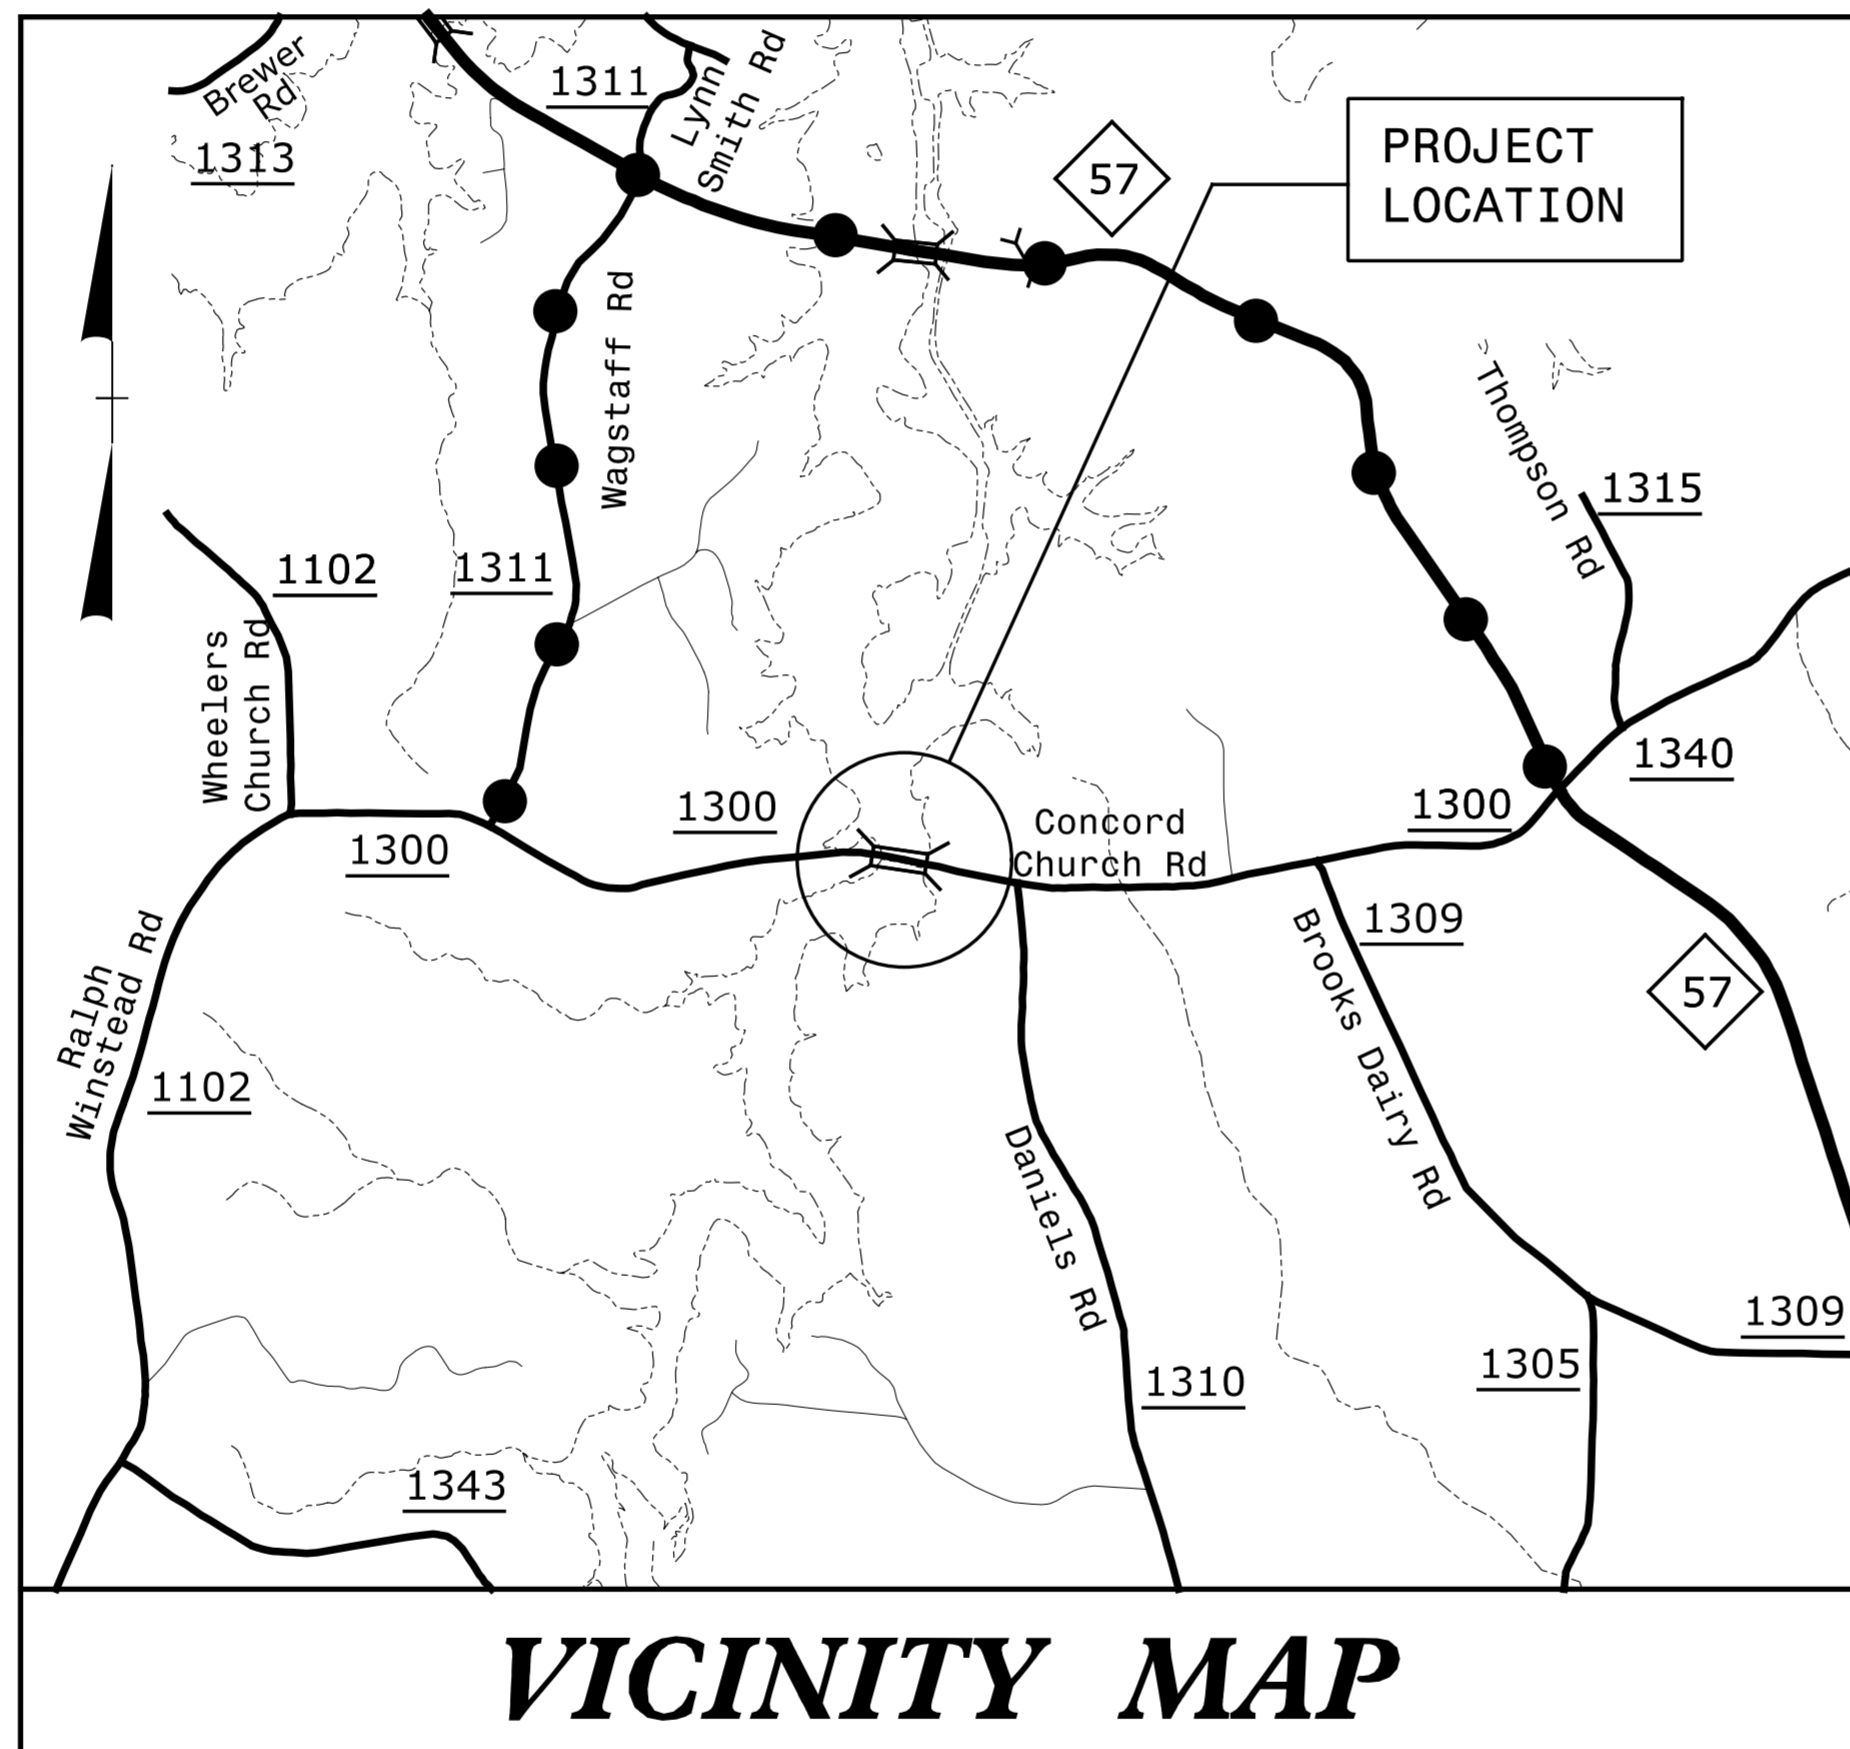 Brewer
Rd
1313
1311
Lynn
Smith Rd
57
PROJECT
LOCATION
Wagstaff Rd
Thompson Rd
1315
1102
1311
Wheelers
Church Rd
1340
1300
1300
Concord
Church Rd
1300
1309
Ralph
Winstead Rd
Brooks Dairy Rd
57
1102
Daniels Rd
1309
1305
1310
1343
VICINITY MAP